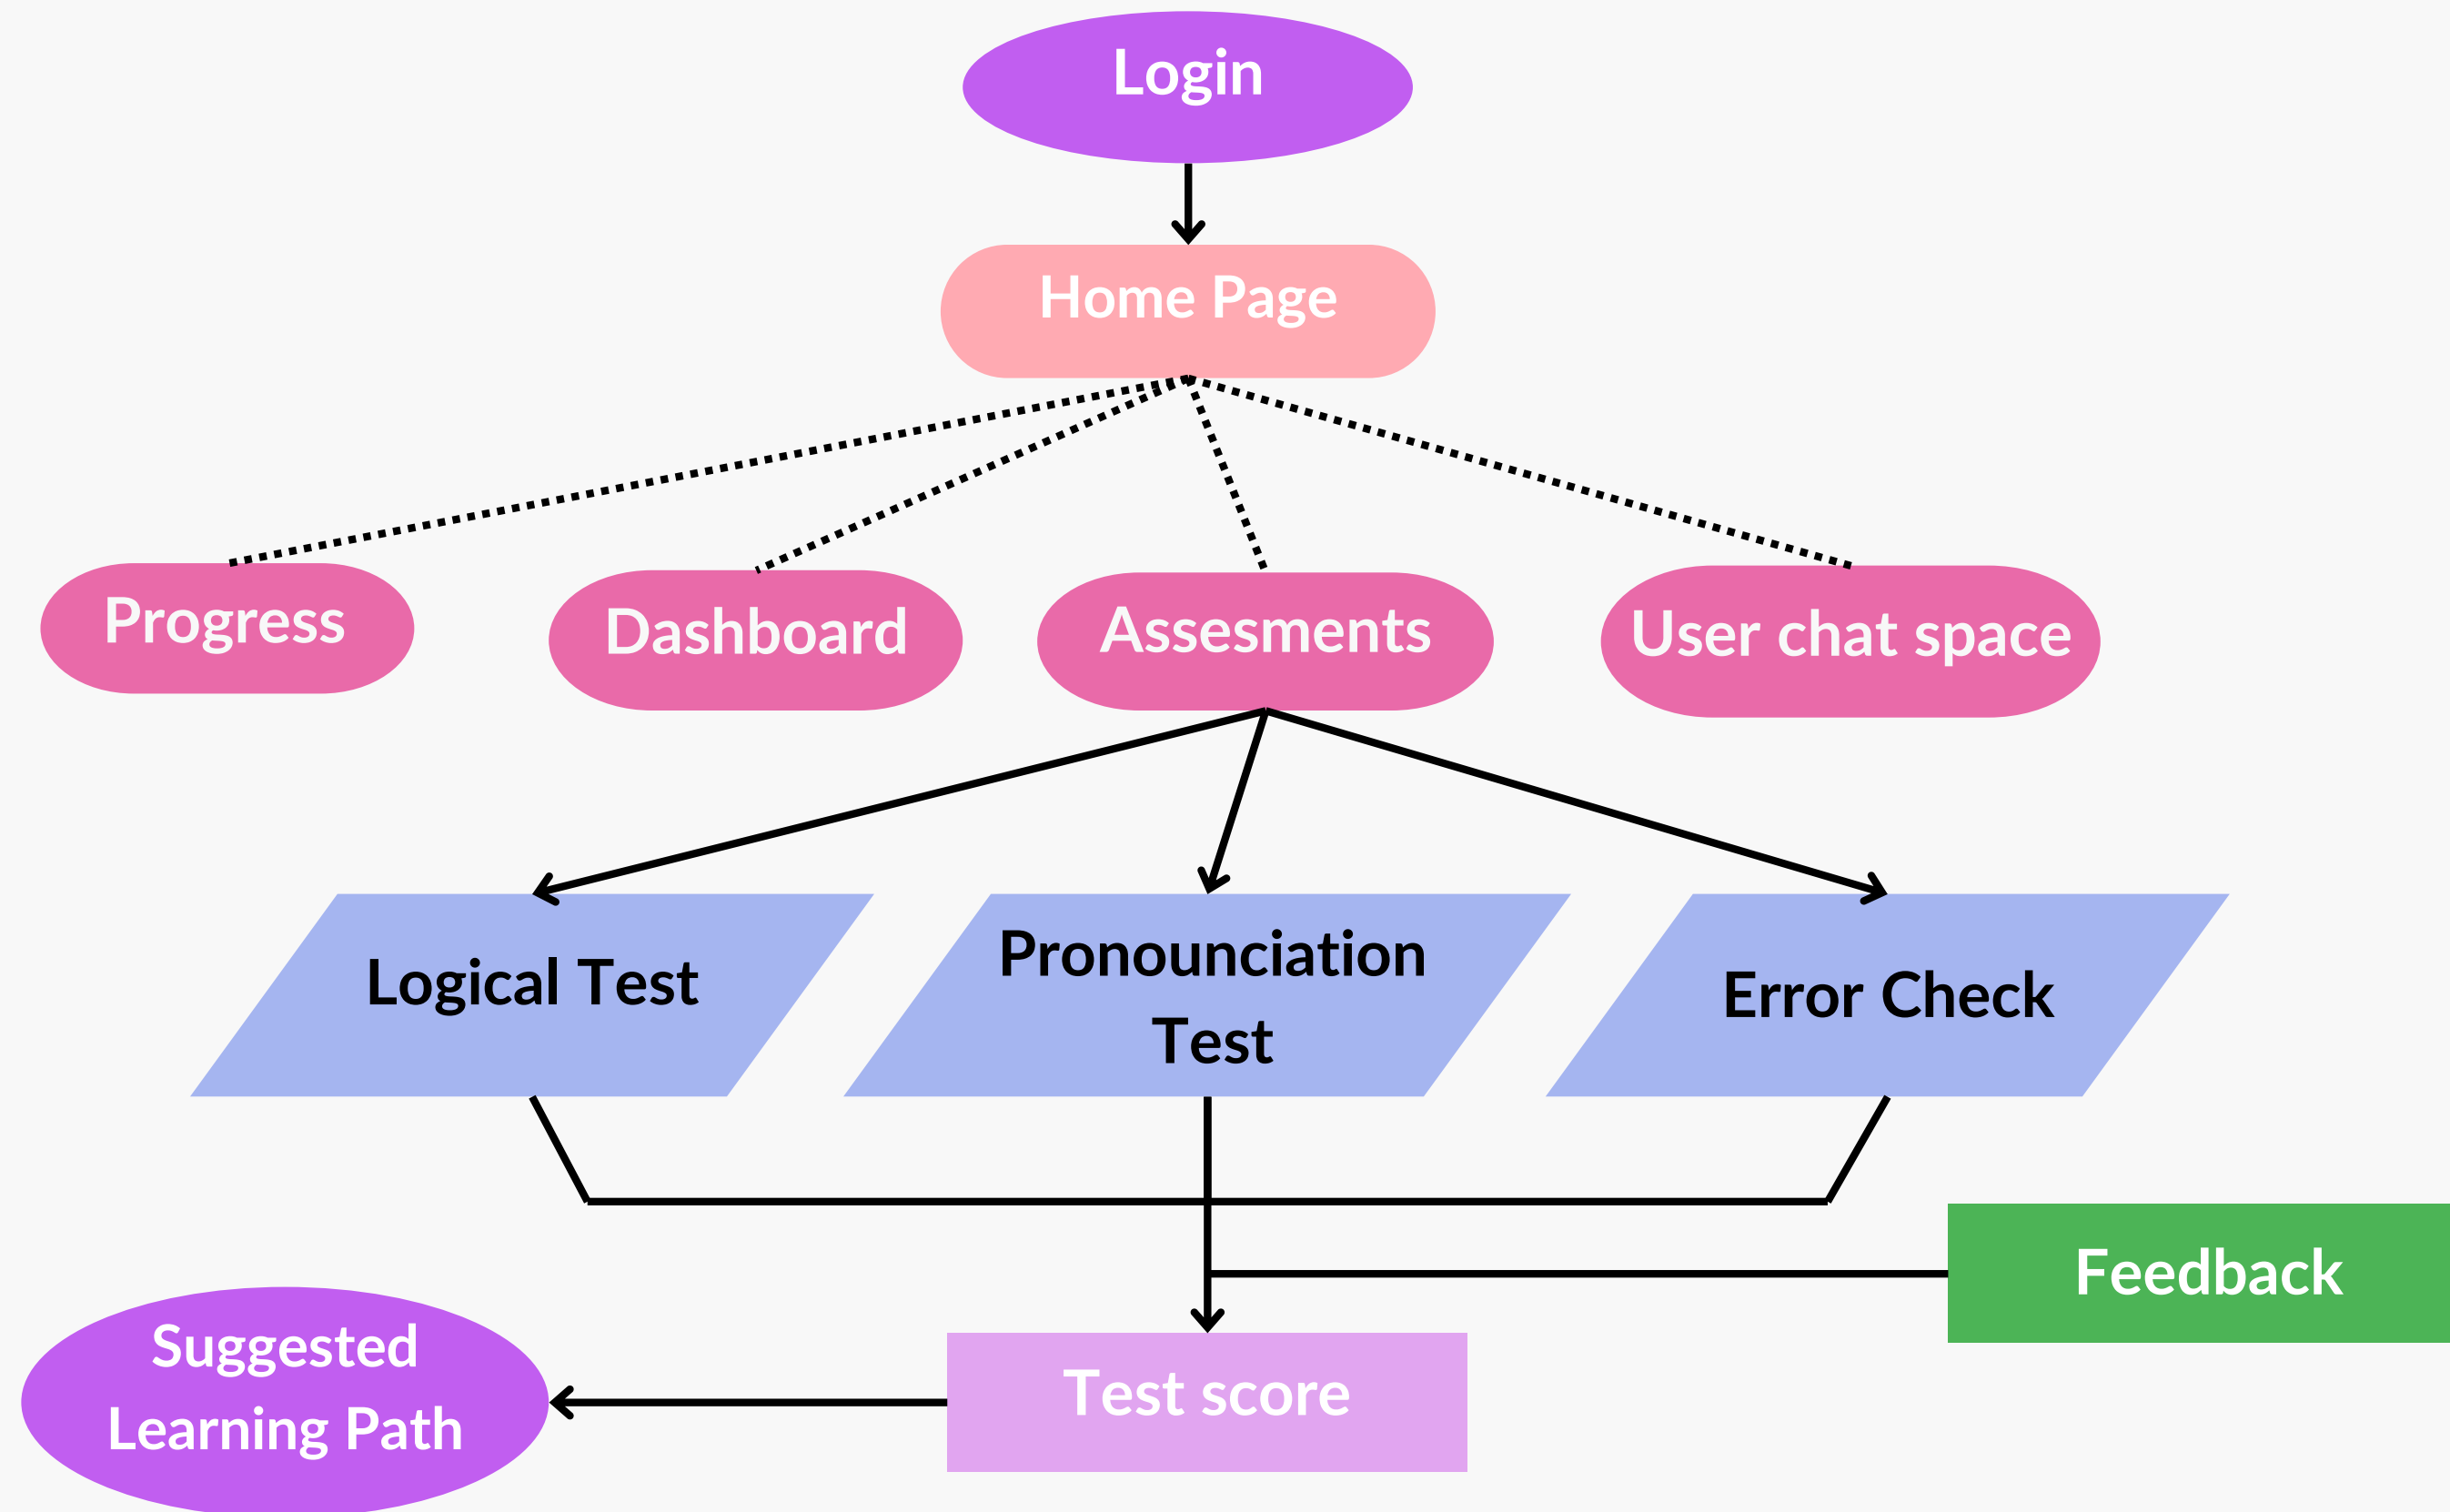 Login
Home Page
Progress
Dashboard
Assements
User chat space
Logical Test
Pronounciation
Test
Error Check
Feedback
Suggested
Learning Path
Test score